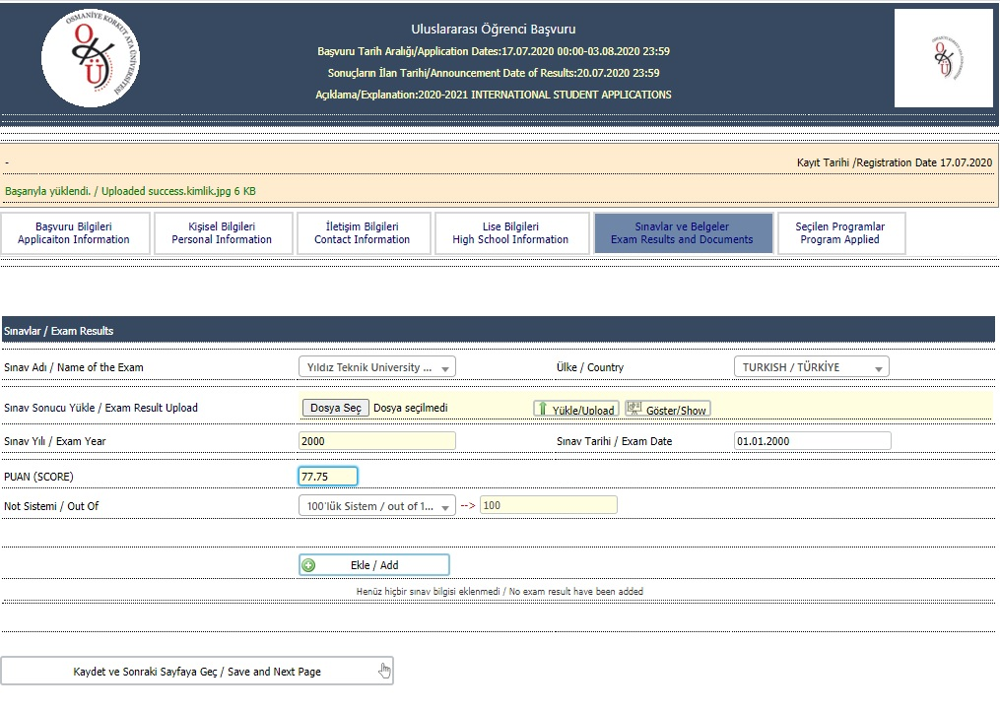 OSMANİYE KORKUT ATA ÜNİVERSİTESİ
OKÜ
Uluslararası Öğrenci Başvuru
Başvuru Tarih Aralığı/Application Dates:17.07.2020 00:00-03.08.2020 23:59
Sonuçların İlan Tarihi/Announcement Date of Results:20.07.2020 23:59
Açıklama/Explanation:2020-2021 INTERNATIONAL STUDENT APPLICATIONS
OKÜ
-
Kayıt Tarihi /Registration Date 17.07.2020
Başarıyla yüklendi. / Uploaded success.kimlik.jpg 6 KB
Başvuru Bilgileri
Applicaiton Information
Kişisel Bilgileri
Personal Information
İletişim Bilgileri
Contact Information
Lise Bilgileri
High School Information
Sınavlar ve Belgeler
Exam Results and Documents
Seçilen Programlar
Program Applied
Sınavlar / Exam Results
Sınav Adı / Name of the Exam Yıldız Teknik University ... Ülke / Country TURKISH / TÜRKİYE
Sınav Sonucu Yükle / Exam Result Upload Dosya Seç Dosya seçilmedi Yükle/Upload Göster/Show
Sınav Yılı / Exam Year 2000 Sınav Tarihi / Exam Date 01.01.2000
PUAN (SCORE) 77.75
Not Sistemi / Out Of 100'lük Sistem / out of 1... --> 100
Ekle / Add
Henüz hiçbir sınav bilgisi eklenmedi / No exam result have been added
Kaydet ve Sonraki Sayfaya Geç / Save and Next Page